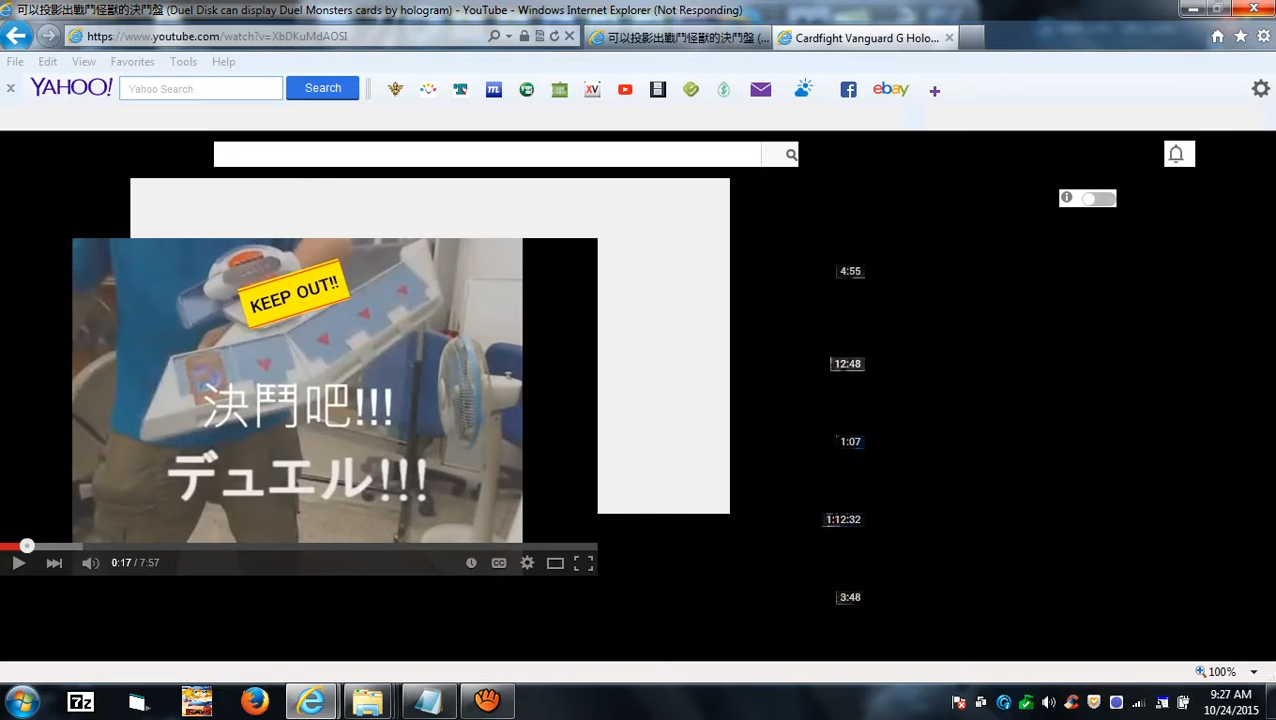 可以投影出戰鬥怪獸的決鬥盤 (Duel Disk can display Duel Monsters cards by hologram) - YouTube - Windows Internet Explorer (Not Responding)
https://www.youtube.com/watch?v=XbDKuMdAOSI
可以投影出戰鬥怪獸的決鬥盤 (...
Cardfight Vanguard G Holo...
File Edit View Favorites Tools Help
YAHOO! Yahoo Search Search
m XV ebay
4:55
KEEP OUT!!
12:48
決鬥吧!!!
1:07
デュエル!!!
1:12:32
0:17 / 7:57 CC
3:48
100%
7z
9:27 AM
10/24/2015